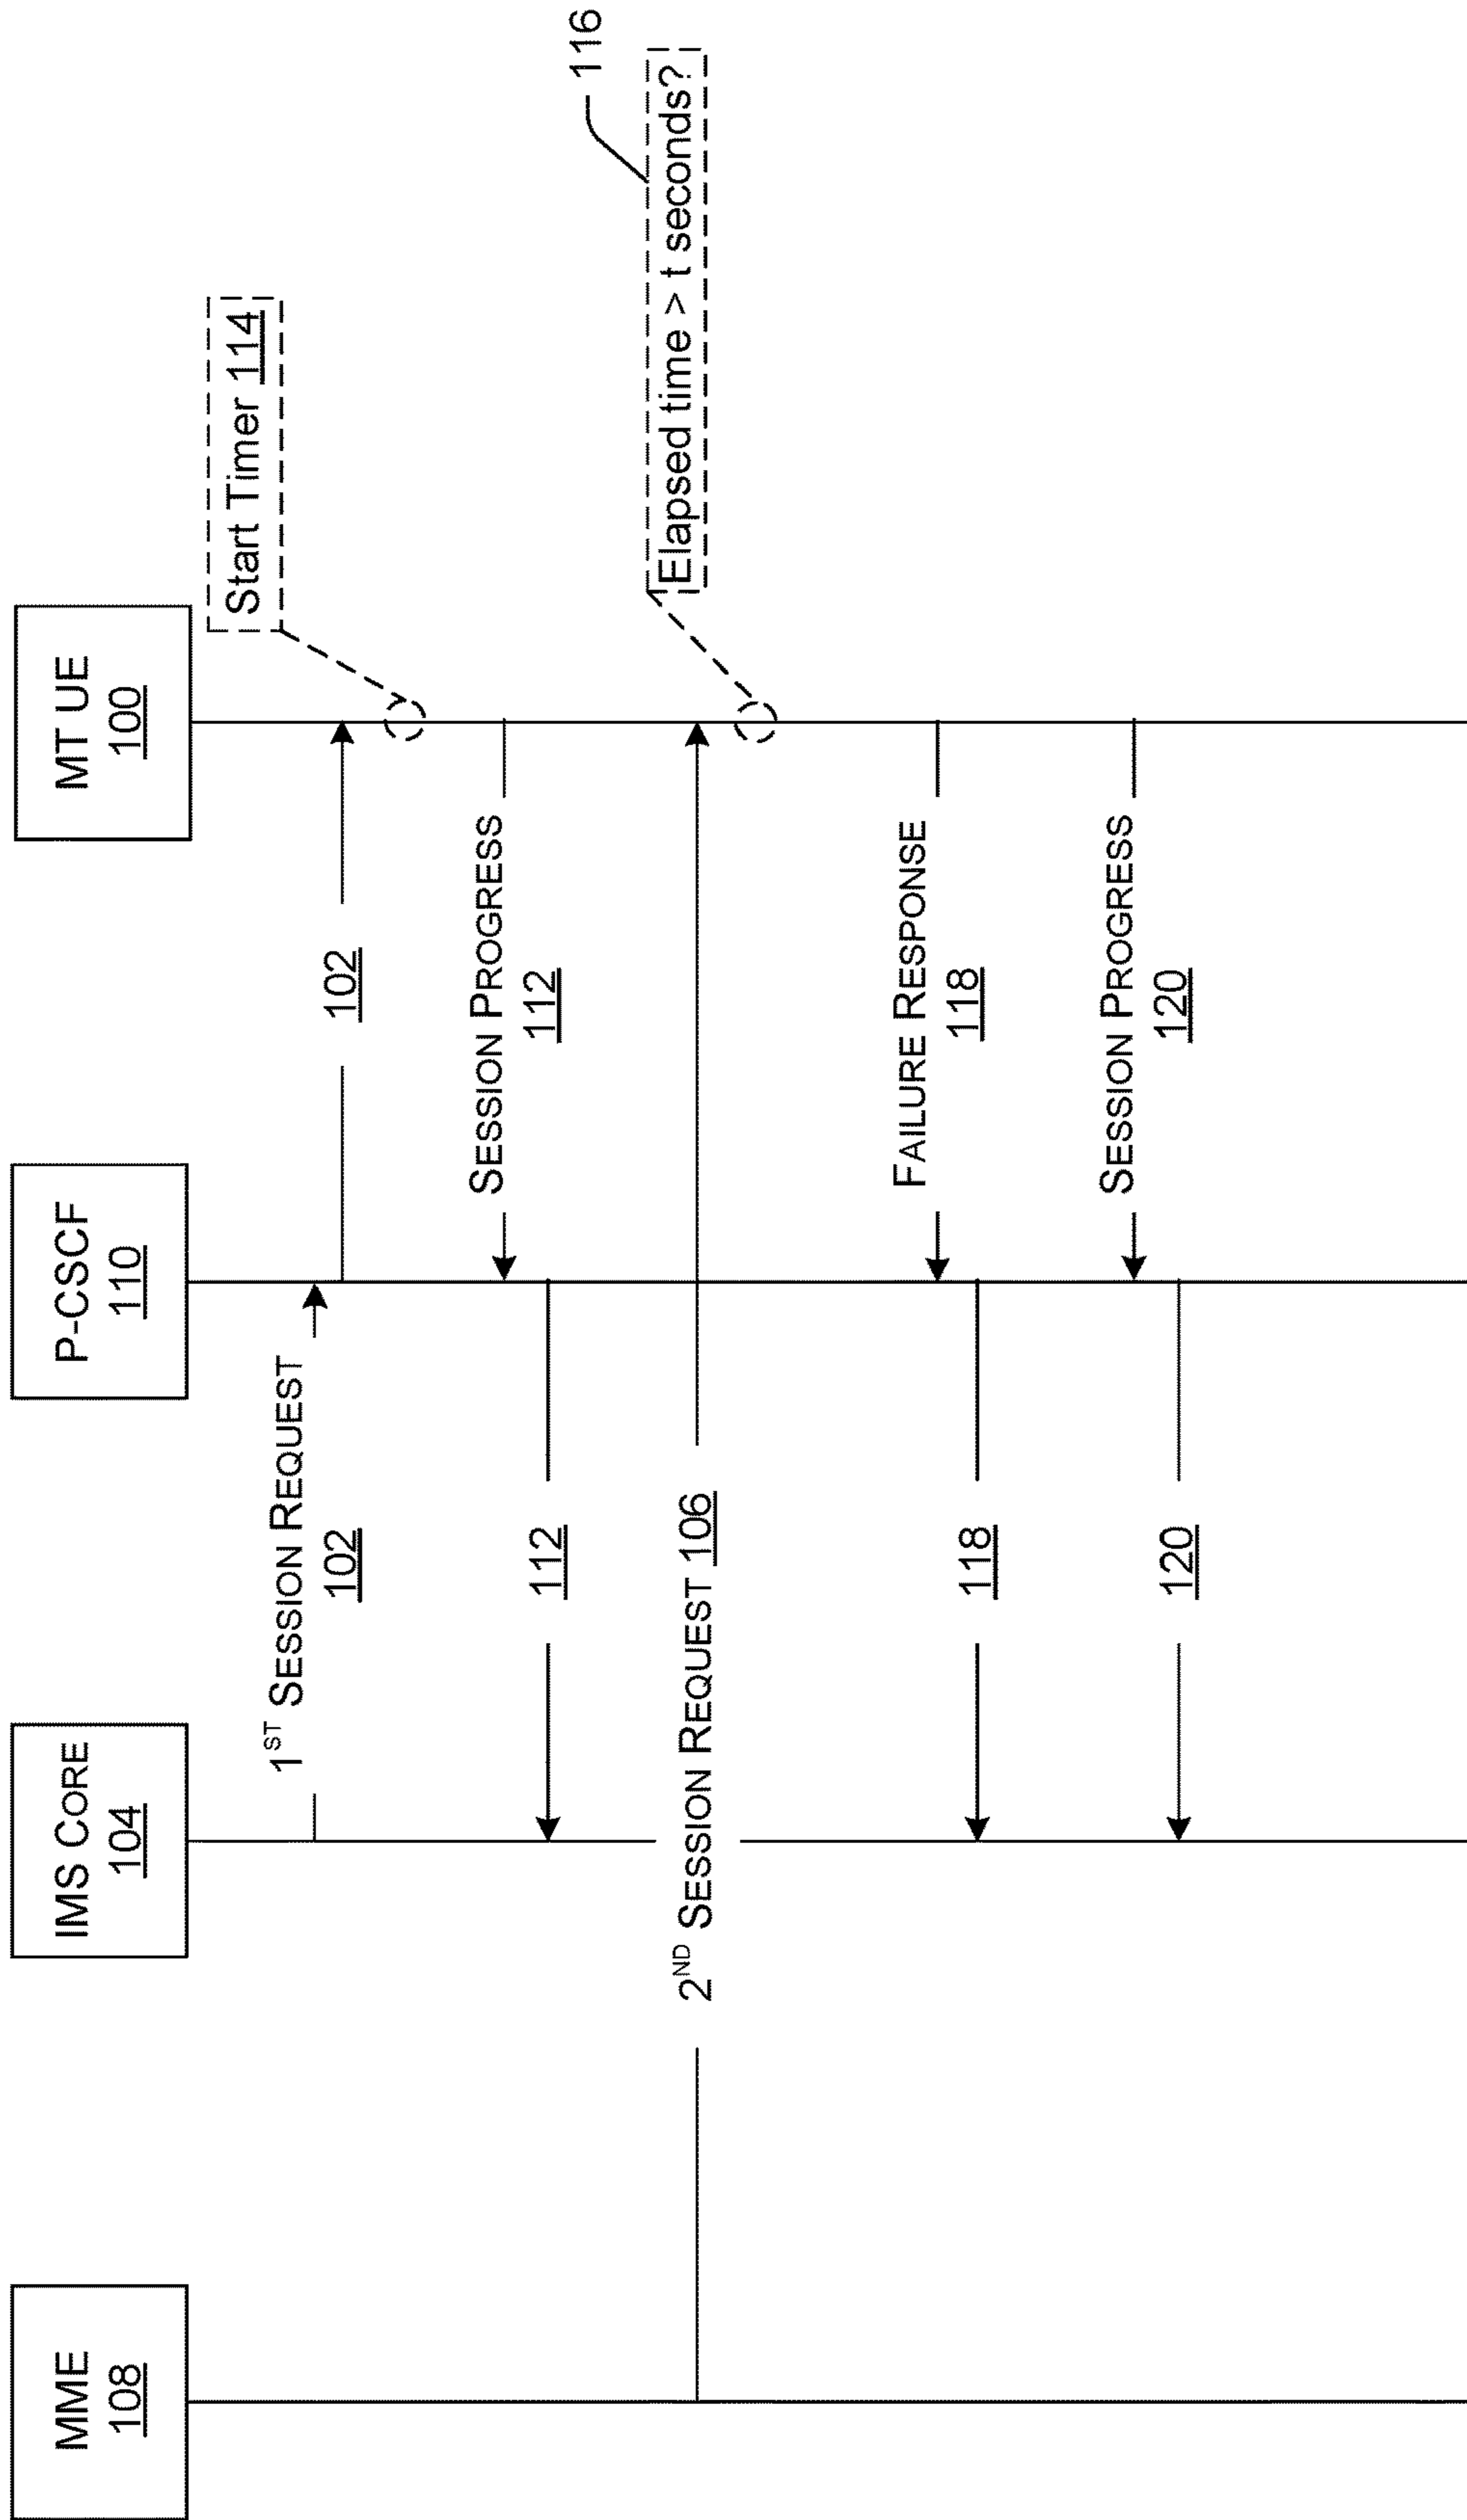 MME
108
IMS CORE
104
P-CSCF
110
MT UE
100
Start Timer 114
1ST SESSION REQUEST
102
102
SESSION PROGRESS
112
112
116
2ND SESSION REQUEST 106
Elapsed time > t seconds?
FAILURE RESPONSE
118
118
SESSION PROGRESS
120
120